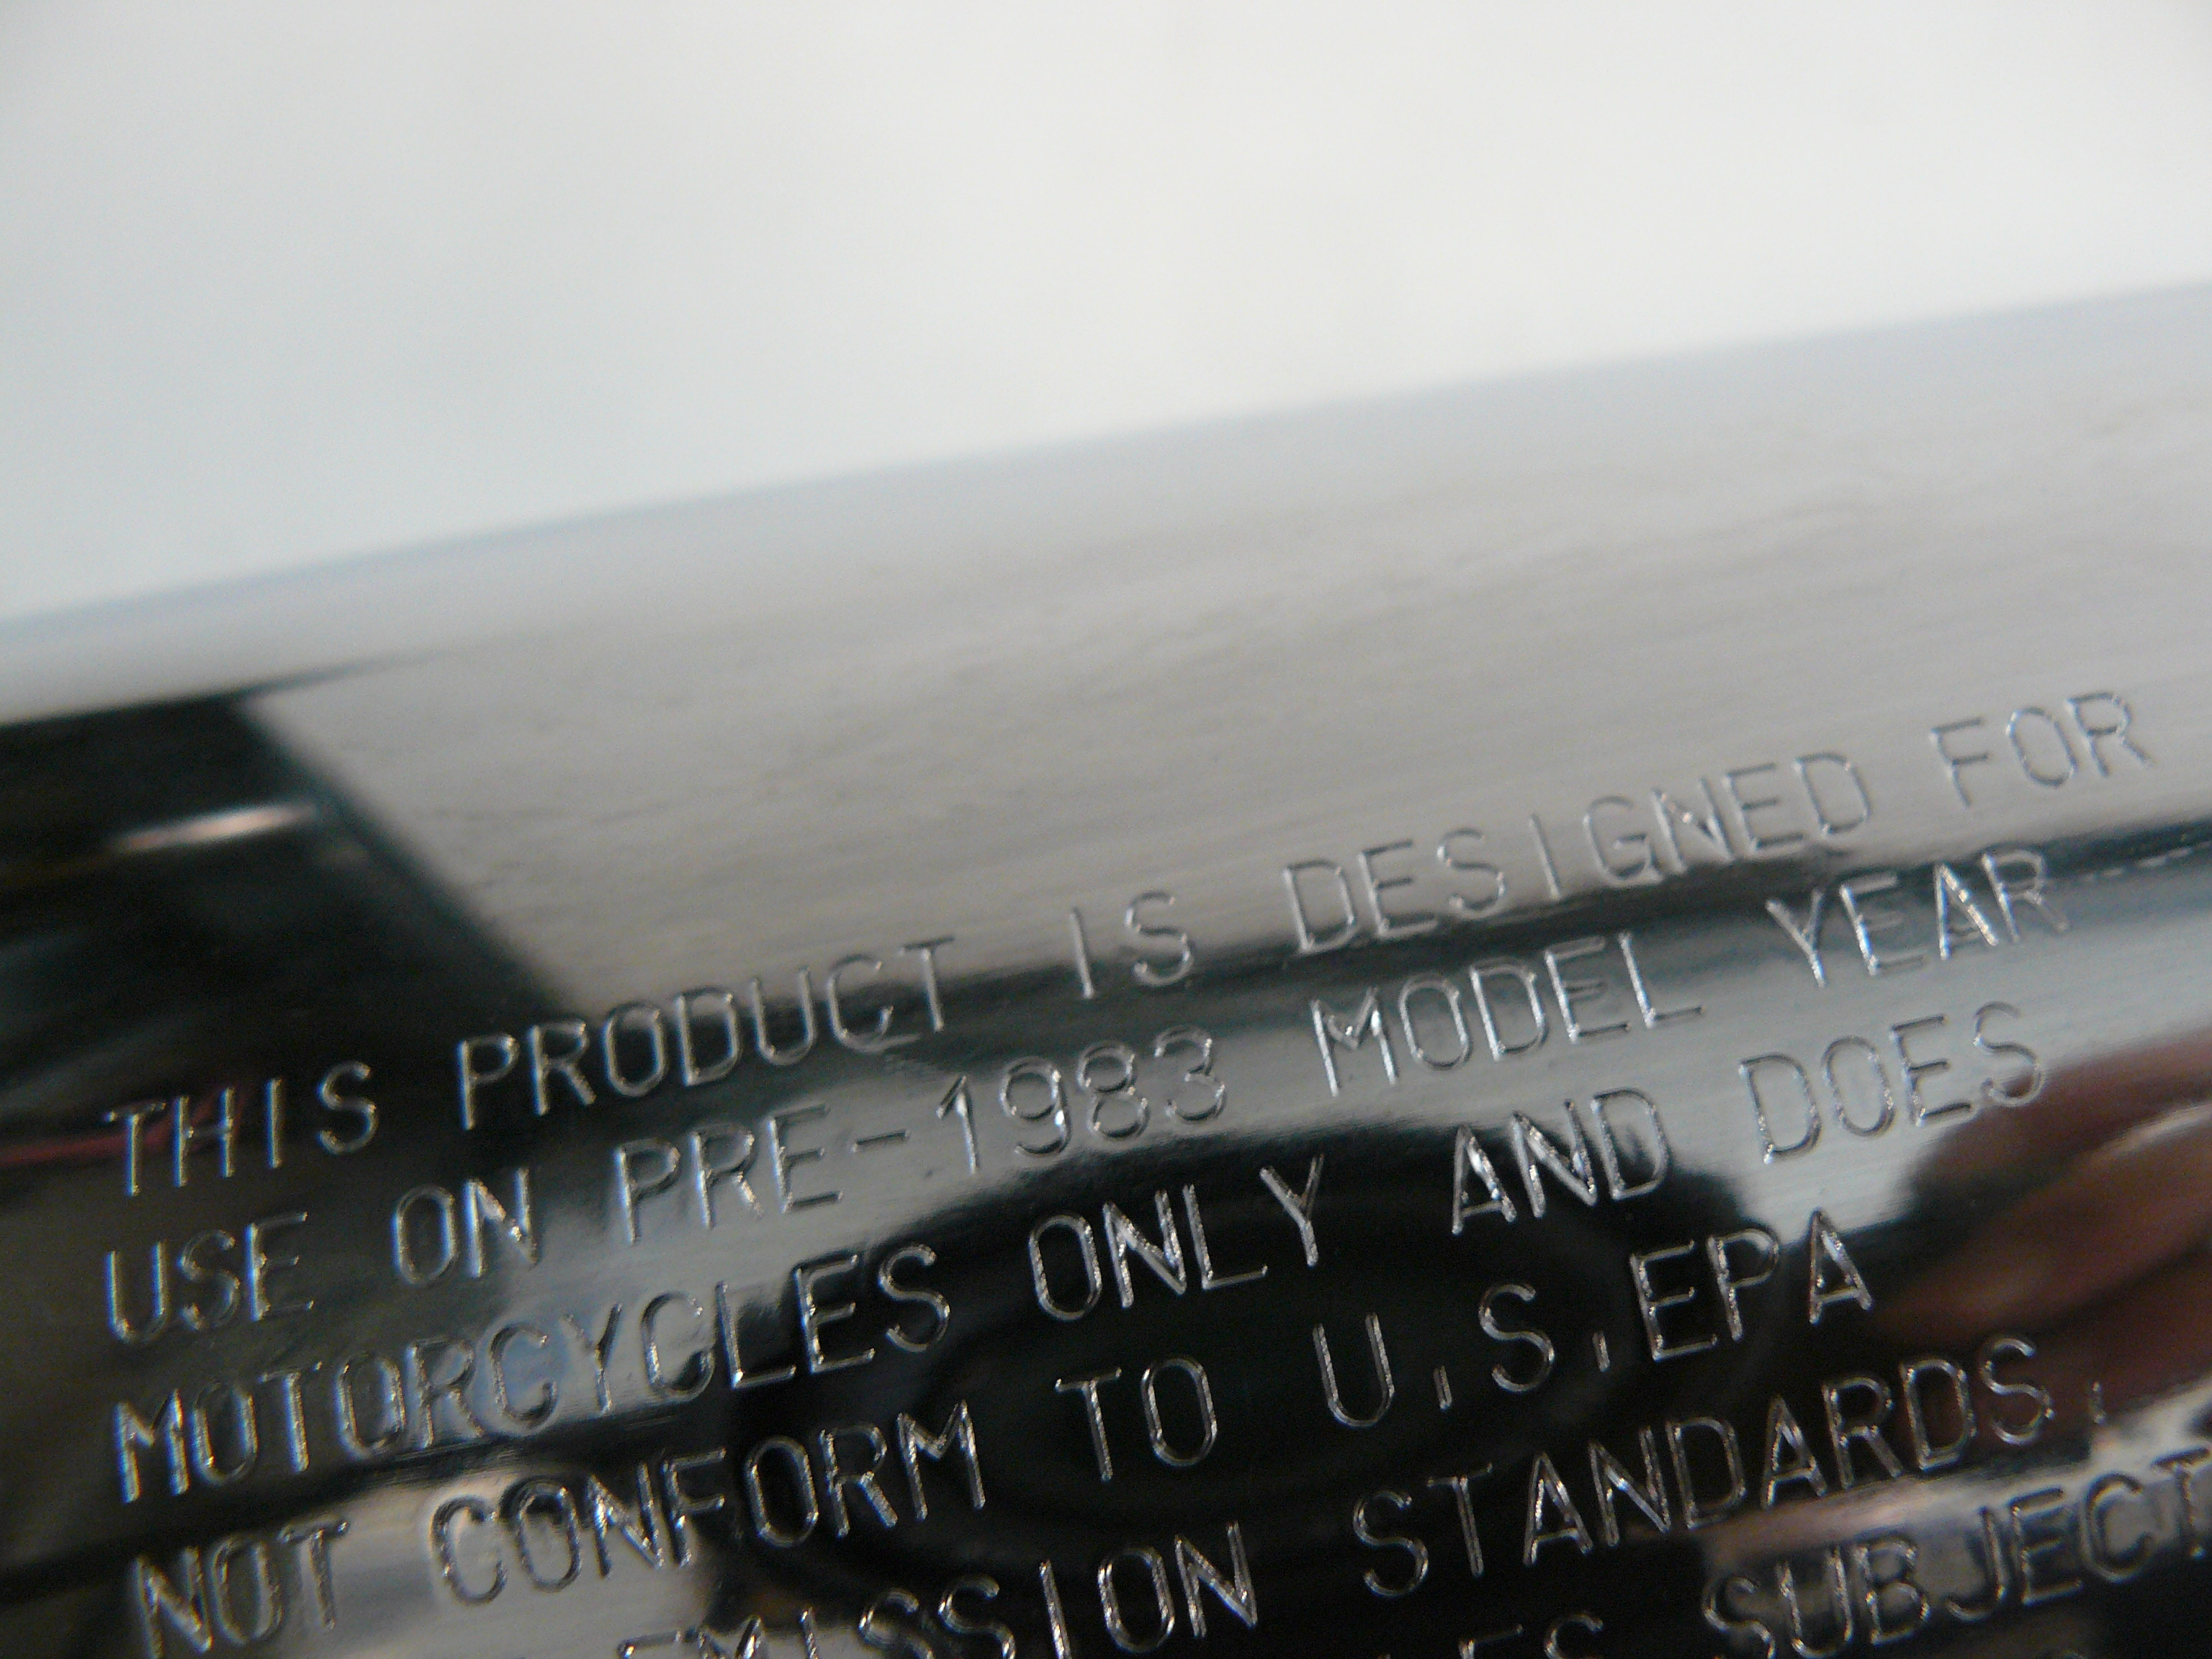 THIS PRODUCT IS DESIGNED FOR
USE ON PRE-1983 MODEL YEAR
MOTORCYCLES ONLY AND DOES
NOT CONFORM TO U.S.EPA
EMISSION STANDARDS.
SUBJECT